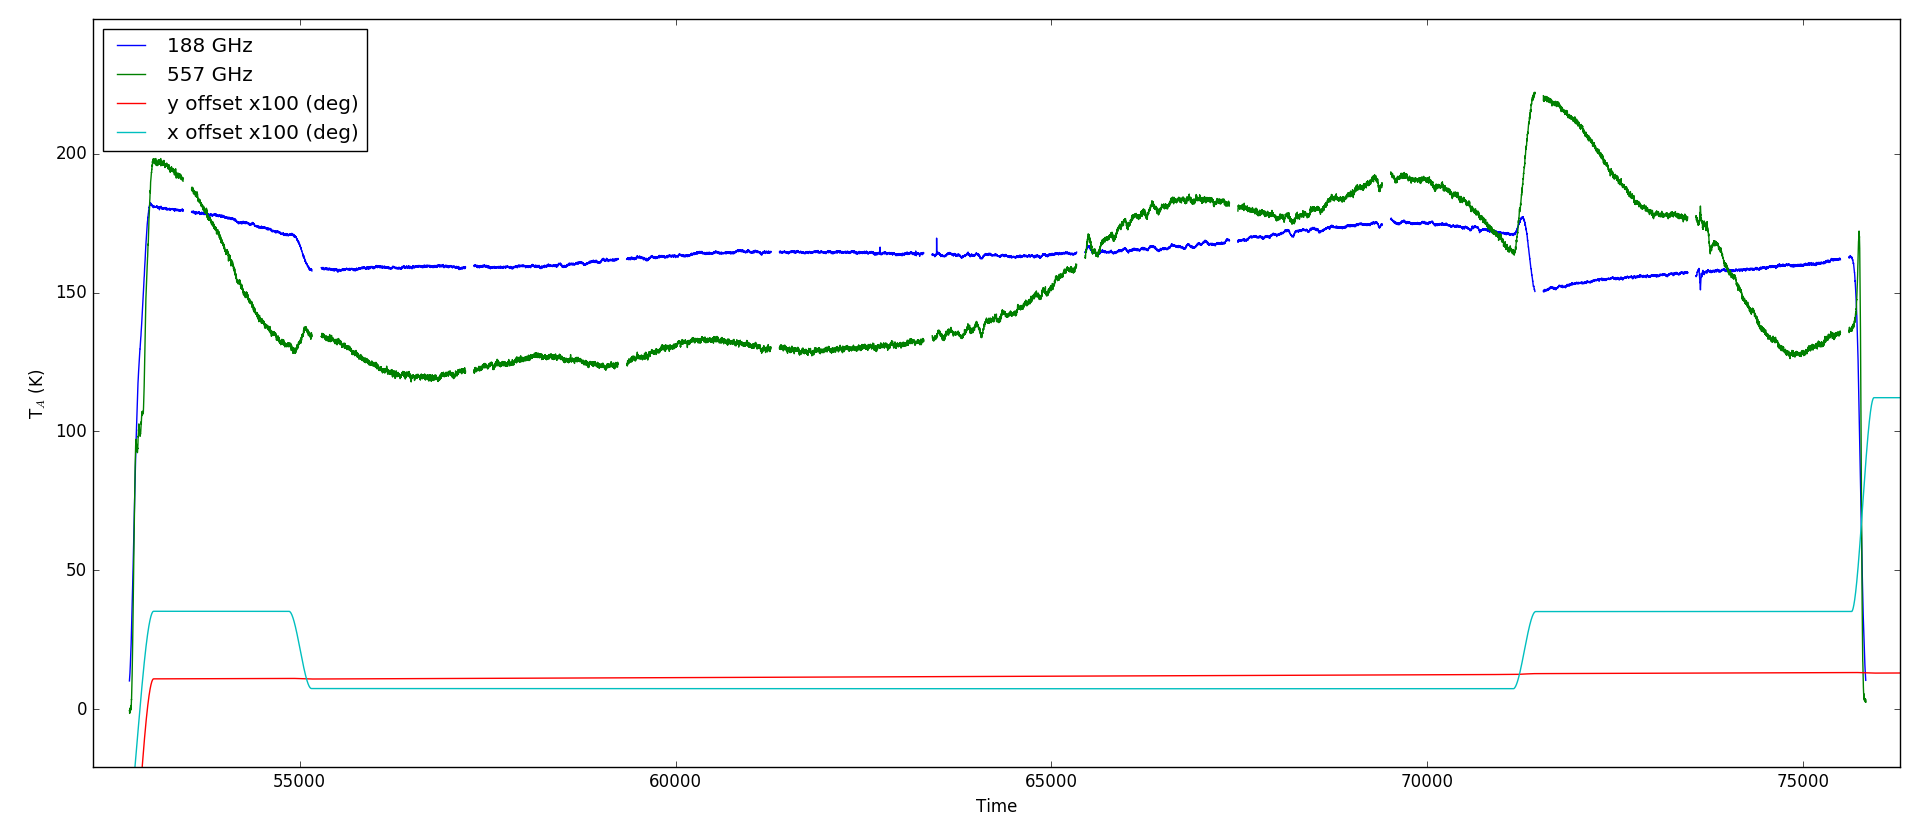 188 GHz
557 GHz
y offset x100 (deg)
x offset x100 (deg)
200
150
100
50
0
T_A (K)
55000
60000
65000
70000
75000
Time